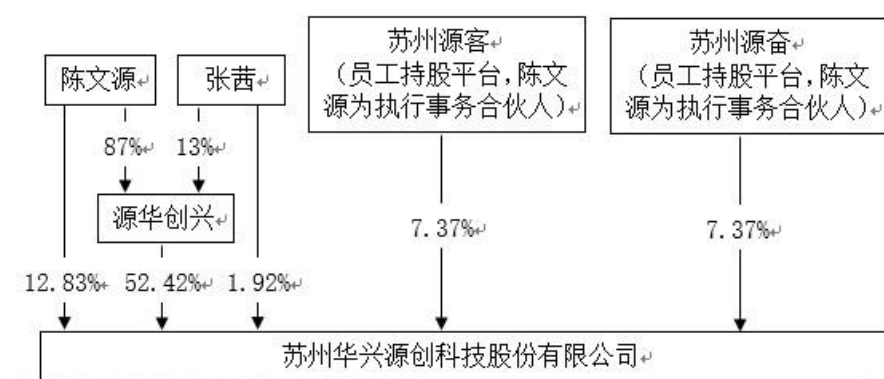 陈文源
张茜
苏州源客
（员工持股平台，陈文
源为执行事务合伙人）
苏州源奋
（员工持股平台，陈文
源为执行事务合伙人）
87%
13%
源华创兴
7.37%
7.37%
12.83%
52.42%
1.92%
苏州华兴源创科技股份有限公司